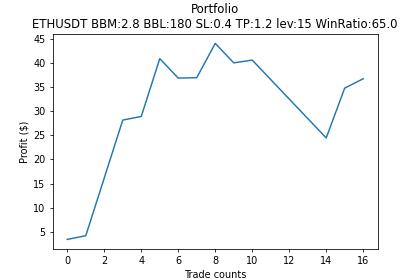 Portfolio
ETHUSDT BBM:2.8 BBL:180 SL:0.4 TP:1.2 lev:15 WinRatio:65.0
45
40
35
30
25
20
15
10
5
Profit ($)
0 2 4 6 8 10 12 14 16
Trade counts